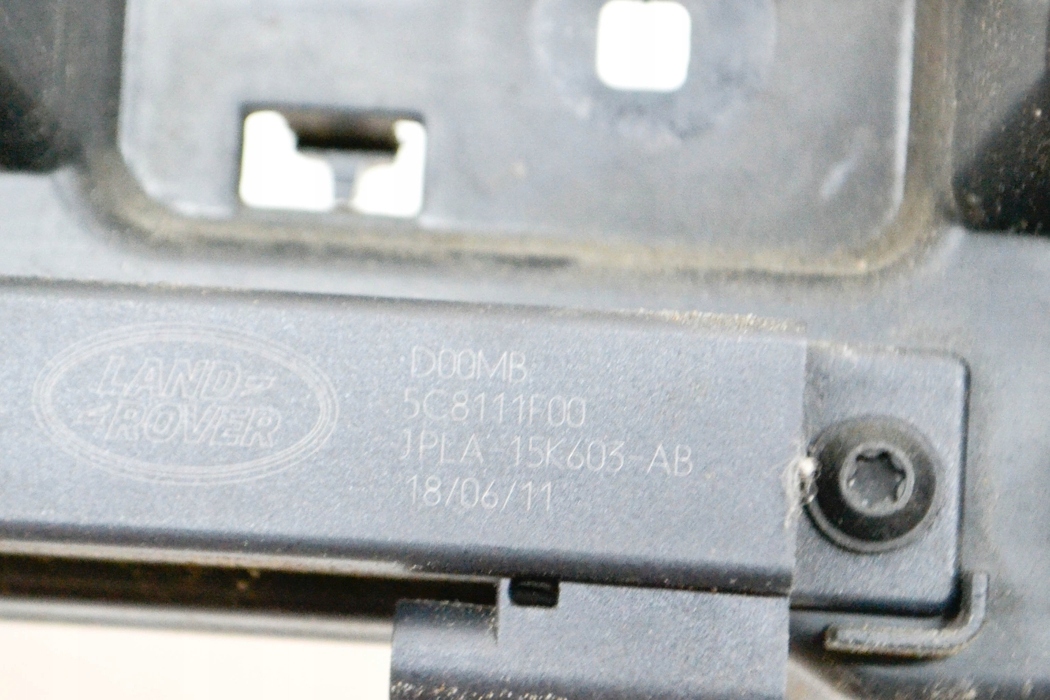 LAND
ROVER
D00MB
5C8111F00
JPLA 15K603-AB
18/06/11